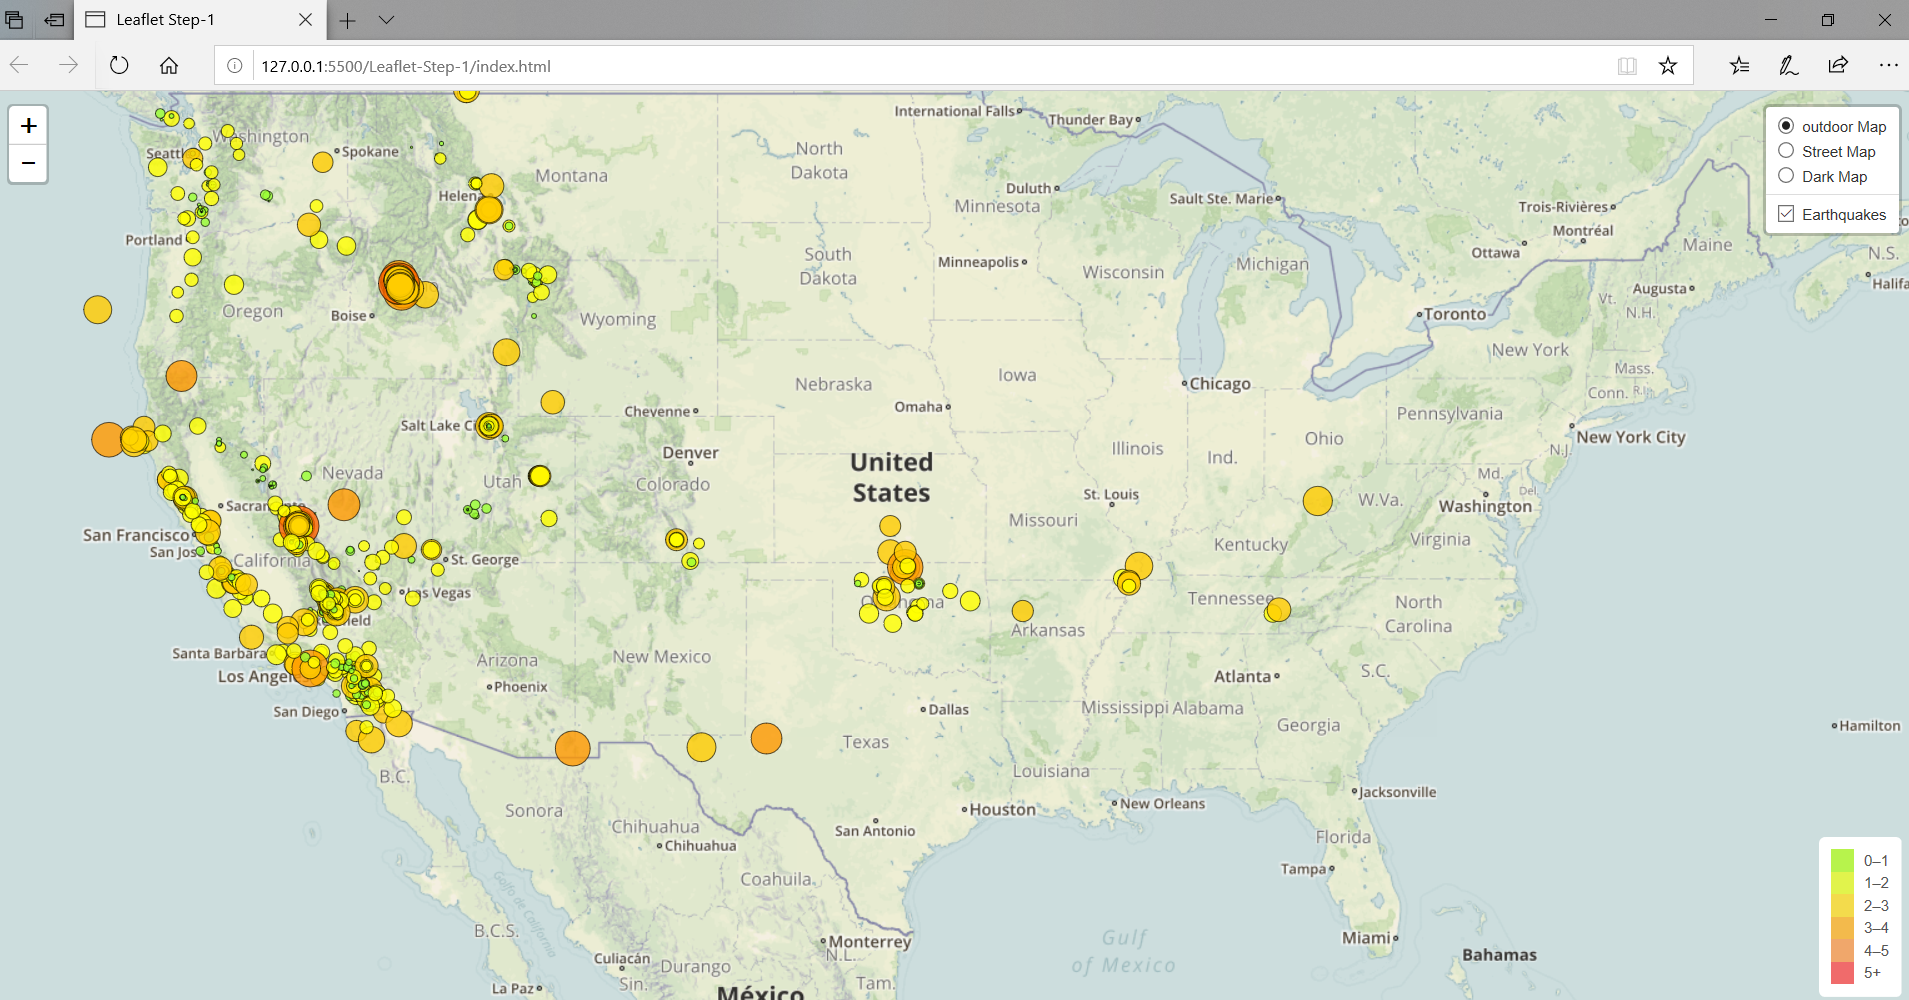 Leaflet Step-1
127.0.0.1:5500/Leaflet-Step-1/index.html
+
−
outdoor Map
Street Map
Dark Map
Earthquakes
International Falls
Thunder Bay
Washington
Seattl
Spokane
North
Dakota
Montana
Helena
Duluth
Minnesota
Sault Ste. Marie
Trois-Rivières
Montréal
Ottawa
Maine
N.S.
Portland
South
Dakota
Minneapolis
Wisconsin
Michigan
Halifa
Augusta
Vt.
N.H.
Oregon
Boise
Wyoming
Toronto
New York
Mass.
Conn.
R.I.
Nebraska
Iowa
Chicago
Cheyenne
Omaha
Pennsylvania
Salt Lake Ci
New York City
N.J.
Denver
United
States
Illinois
Ind.
Ohio
Nevada
Utah
Colorado
Md.
Del.
St. Louis
W.Va.
Washington
Sacramento
Missouri
San Francisco
San Jos
California
St. George
Kentucky
Virginia
Las Vegas
Oklahoma
Tennessee
North
Carolina
Arkansas
field
Santa Barbara
Arizona
New Mexico
Los Angel
Phoenix
Atlanta
S.C.
San Diego
Dallas
Mississippi
Alabama
Georgia
Hamilton
Texas
B.C.
Louisiana
Jacksonville
Sonora
Chihuahua
Houston
New Orleans
San Antonio
Florida
Chihuahua
Tampa
Coahuila
Golfo de California
B.C.S.
Monterrey
N.L.
Gulf
of Mexico
Miami
Bahamas
Culiacán
Sin.
Durango
Tam.
La Paz
México
0–1
1–2
2–3
3–4
4–5
5+